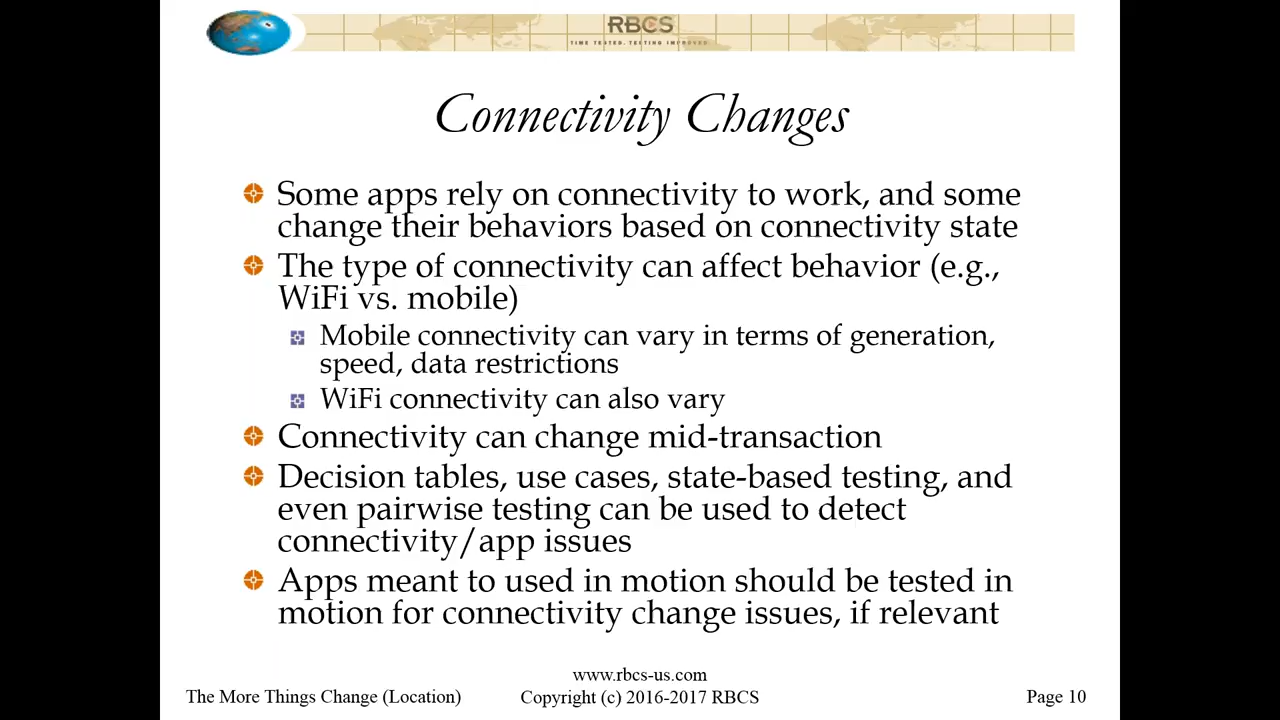 RBCS
TIME TESTED. TESTING IMPROVED
Connectivity Changes
Some apps rely on connectivity to work, and some
change their behaviors based on connectivity state
The type of connectivity can affect behavior (e.g.,
WiFi vs. mobile)
Mobile connectivity can vary in terms of generation,
speed, data restrictions
WiFi connectivity can also vary
Connectivity can change mid-transaction
Decision tables, use cases, state-based testing, and
even pairwise testing can be used to detect
connectivity/app issues
Apps meant to used in motion should be tested in
motion for connectivity change issues, if relevant
www.rbcs-us.com
The More Things Change (Location) Copyright (c) 2016-2017 RBCS Page 10